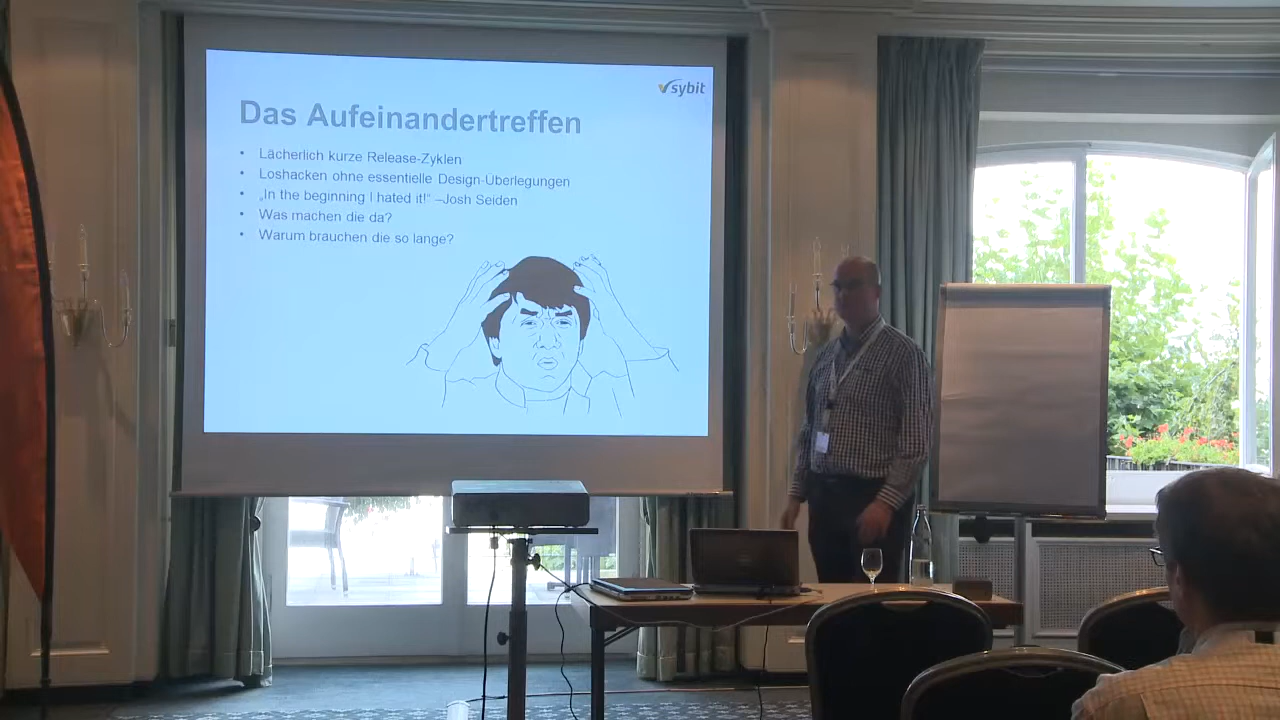 sybit
Das Aufeinandertreffen
• Lächerlich kurze Release-Zyklen
• Loshacken ohne essentielle Design-Überlegungen
• „In the beginning I hated it!“ –Josh Seiden
• Was machen die da?
• Warum brauchen die so lange?